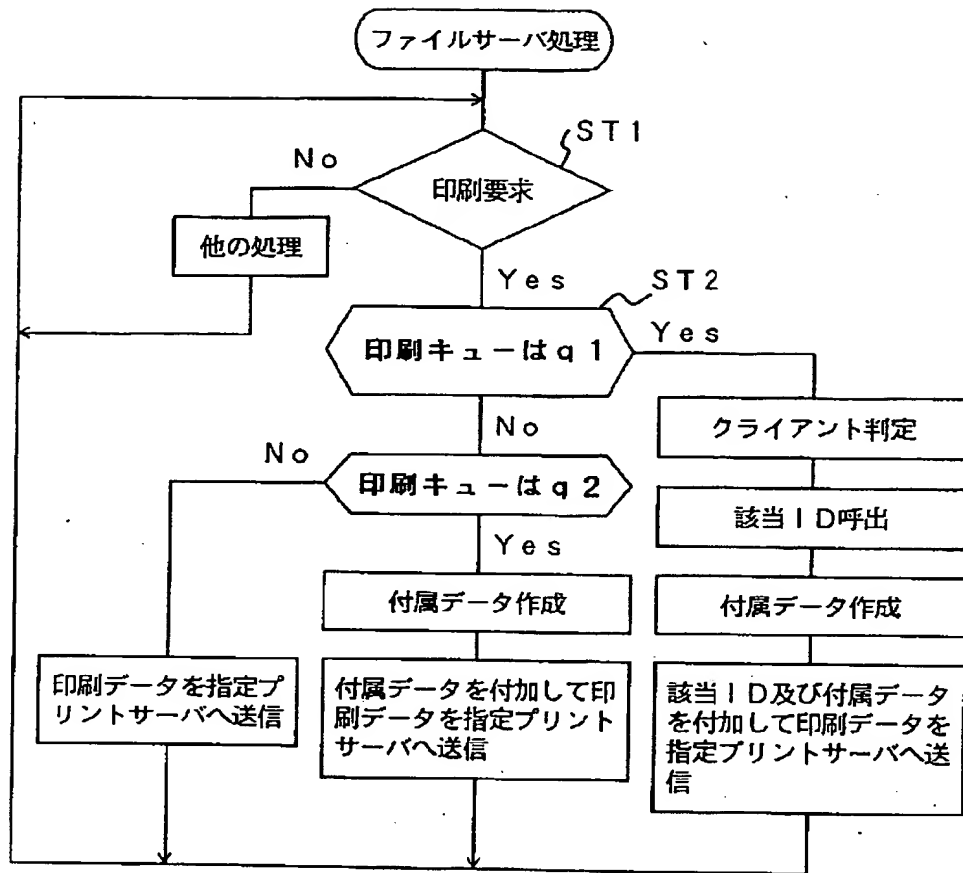 ファイルサーバ処理
ST1
No
印刷要求
他の処理
Yes
ST2
印刷キューはq1
Yes
No
クライアント判定
No
印刷キューはq2
該当ID呼出
Yes
付属データ作成
付属データ作成
印刷データを指定プ
リントサーバへ送信
付属データを付加して印
刷データを指定プリント
サーバへ送信
該当ID及び付属データ
を付加して印刷データを
指定プリントサーバへ送
信